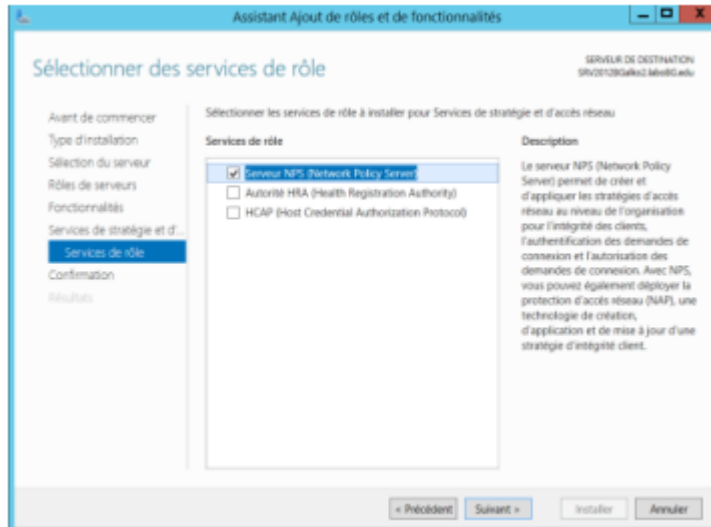 Assistant Ajout de rôles et de fonctionnalités
Sélectionner des services de rôle
SERVEUR DE DESTINATION
Avant de commencer
Type d'installation
Sélection du serveur
Rôles de serveurs
Fonctionnalités
Services de stratégie et d'...
Services de rôle
Confirmation
Résultats
Sélectionner les services de rôle à installer pour Services de stratégie et d'accès réseau
Services de rôle
Serveur NPS (Network Policy Server)
Autorité HRA (Health Registration Authority)
HCAP (Host Credential Authorization Protocol)
Description
Le serveur NPS (Network Policy
Server) permet de créer et
d'appliquer les stratégies d'accès
réseau au niveau de l'organisation
pour l'intégrité des clients,
l'authentification des demandes de
connexion et l'autorisation des
demandes de connexion. Avec NPS,
vous pouvez également déployer la
protection d'accès réseau (NAP), une
technologie de création,
d'application et de mise à jour d'une
stratégie d'intégrité client.
< Précédent
Suivant >
Installer
Annuler